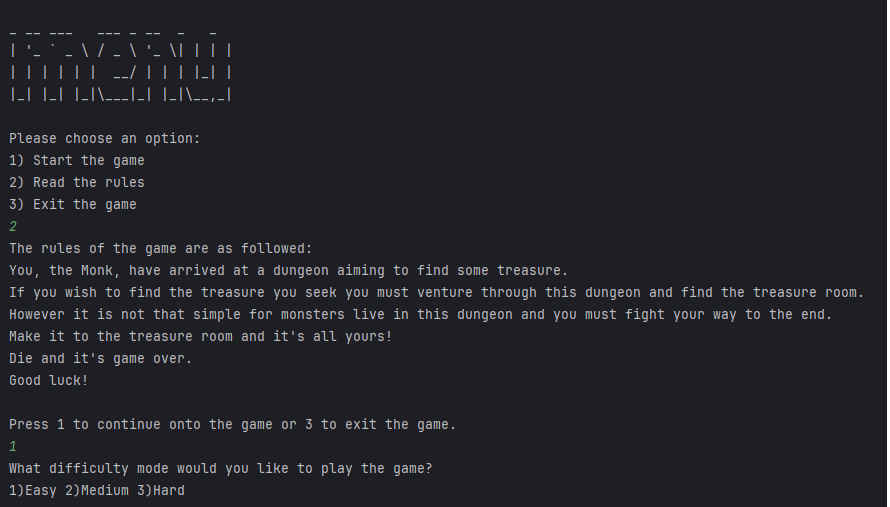 _ __ ___   ___ _ __  _   _
| '_ ` _ \ / _ \ '_ \| | | |
| | | | | |  __/ | | | |_| |
|_| |_| |_|\___|_| |_|\__,_|

Please choose an option:
1) Start the game
2) Read the rules
3) Exit the game
2
The rules of the game are as followed:
You, the Monk, have arrived at a dungeon aiming to find some treasure.
If you wish to find the treasure you seek you must venture through this dungeon and find the treasure room.
However it is not that simple for monsters live in this dungeon and you must fight your way to the end.
Make it to the treasure room and it's all yours!
Die and it's game over.
Good luck!

Press 1 to continue onto the game or 3 to exit the game.
1
What difficulty mode would you like to play the game?
1)Easy 2)Medium 3)Hard